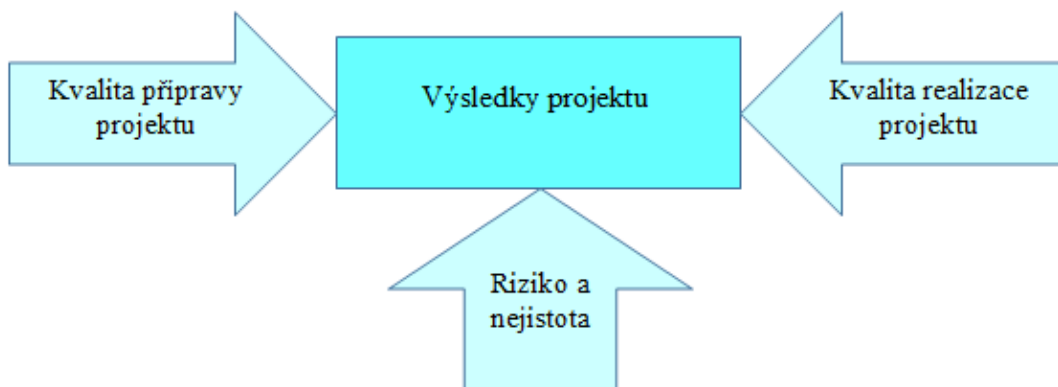 Kvalita přípravy
projektu
Výsledky projektu
Kvalita realizace
projektu
Riziko a
nejistota